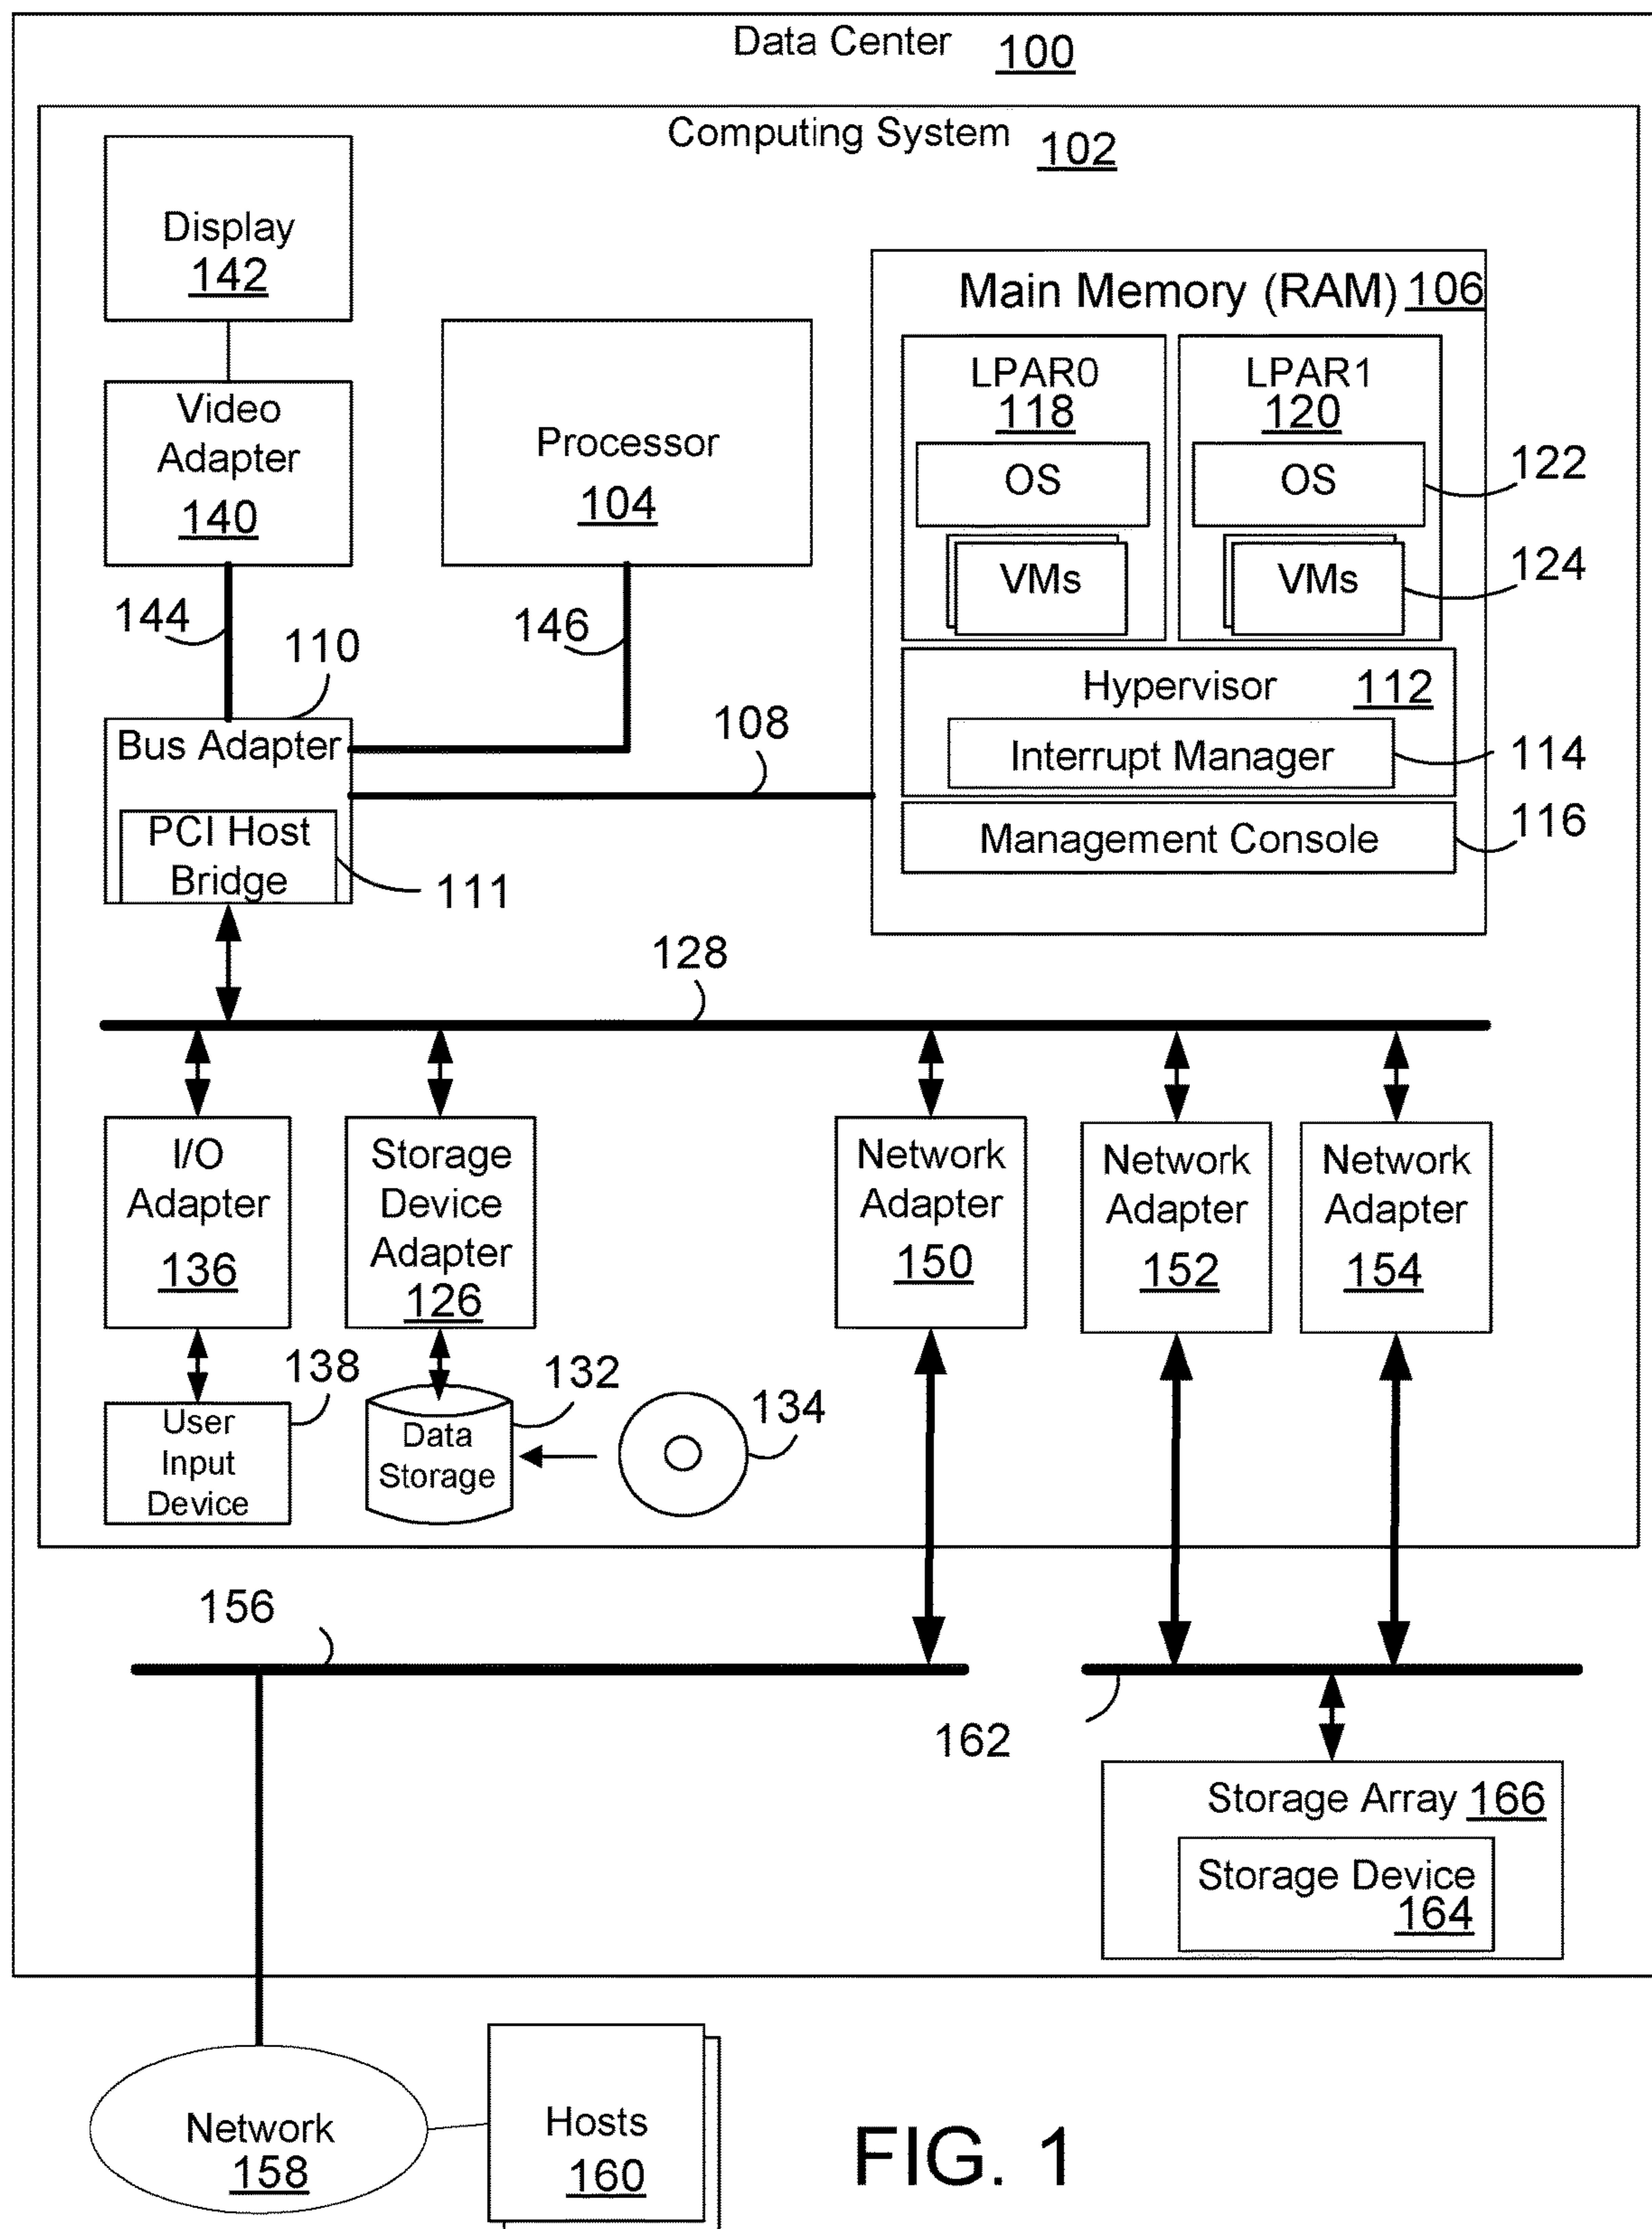 Data Center 100
Computing System 102
Display
142
Video
Adapter
140
Processor
104
Main Memory (RAM) 106
LPAR0
118
OS
VMs
LPAR1
120
OS
VMs
122
124
Hypervisor 112
Interrupt Manager
114
Management Console
116
144
146
110
108
Bus Adapter
PCI Host
Bridge
111
128
I/O
Adapter
136
Storage
Device
Adapter
126
Network
Adapter
150
Network
Adapter
152
Network
Adapter
154
138
User
Input
Device
132
Data
Storage
134
156
162
Storage Array 166
Storage Device
164
Network
158
Hosts
160
FIG. 1